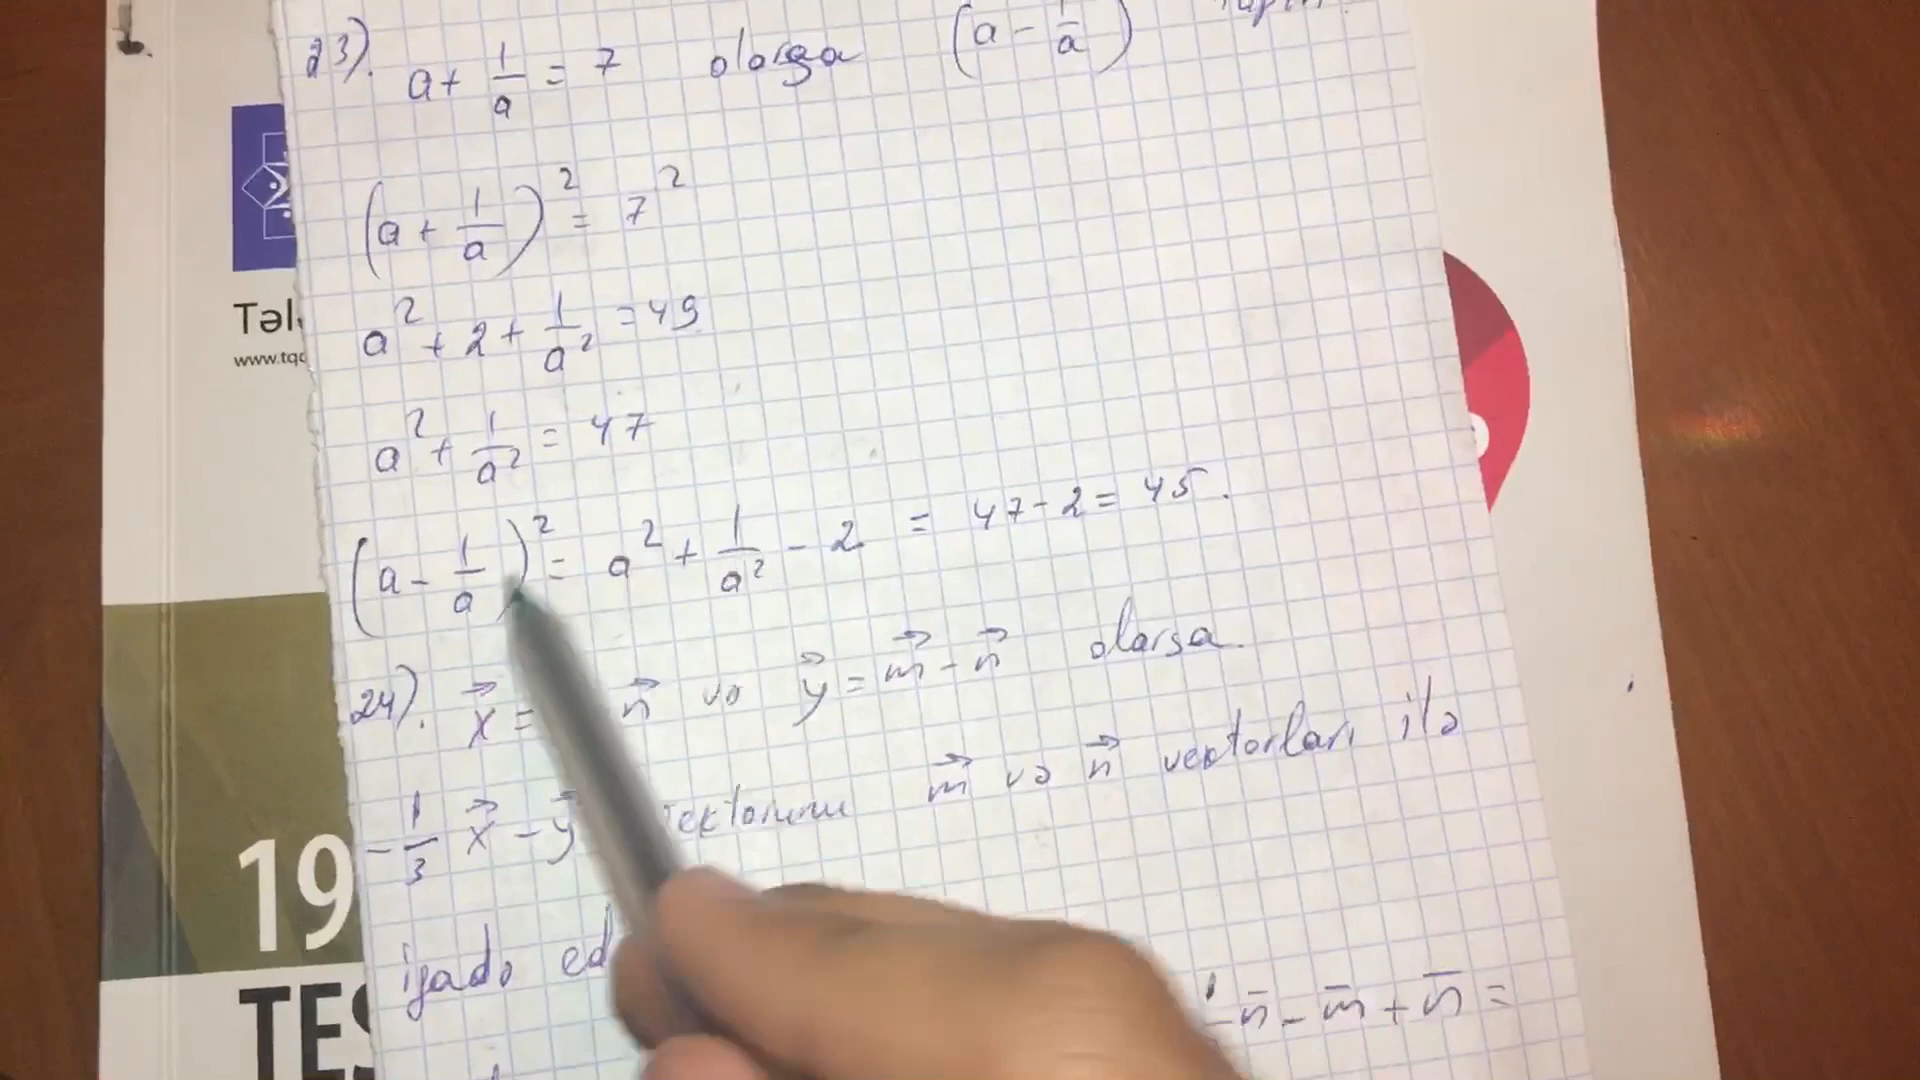 23). a + 1/a = 7 olarsa (a - 1/a)
(a + 1/a)² = 7²
a² + 2 + 1/a² = 49
a² + 1/a² = 47
(a - 1/a)² = a² + 1/a² - 2 = 47 - 2 = 45.
24). x⃗ = n⃗ və y⃗ = m⃗ - n⃗ olarsa.
-1/3 x⃗ - y⃗ m⃗ və n⃗ vektorları ilə
ifadə
n̅ - m̅ + n̅ =
Təl
www.tqd
19
TES